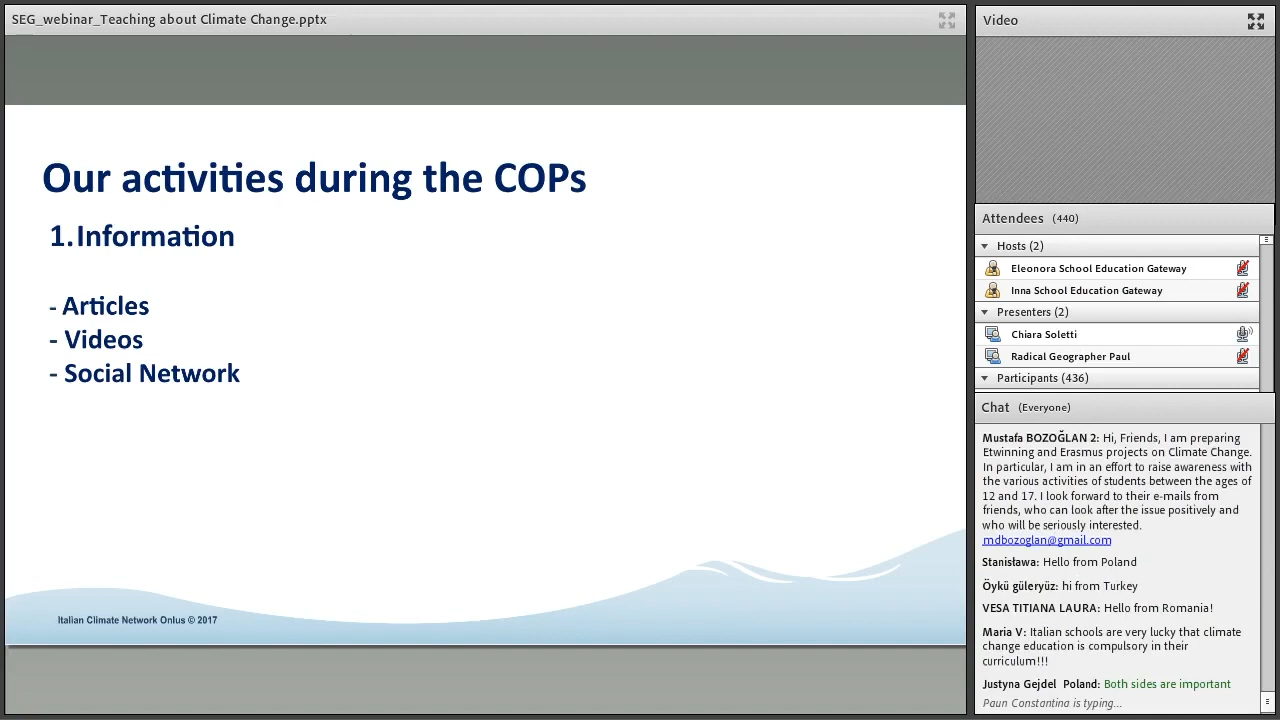 SEG_webinar_Teaching about Climate Change.pptx
Our activities during the COPs
1.Information
- Articles
- Videos
- Social Network
Italian Climate Network Onlus © 2017
Video
Attendees (440)
Hosts (2)
Eleonora School Education Gateway
Inna School Education Gateway
Presenters (2)
Chiara Soletti
Radical Geographer Paul
Participants (436)
Chat (Everyone)
Mustafa BOZOĞLAN 2: Hi, Friends, I am preparing
Etwinning and Erasmus projects on Climate Change.
In particular, I am in an effort to raise awareness with
the various activities of students between the ages of
12 and 17. I look forward to their e-mails from
friends, who can look after the issue positively and
who will be seriously interested.
mdbozoglan@gmail.com
Stanisława: Hello from Poland
Öykü güleryüz: hi from Turkey
VESA TITIANA LAURA: Hello from Romania!
Maria V: Italian schools are very lucky that climate
change education is compulsory in their
curriculum!!!
Justyna Gejdel Poland: Both sides are important
Paun Constantina is typing...